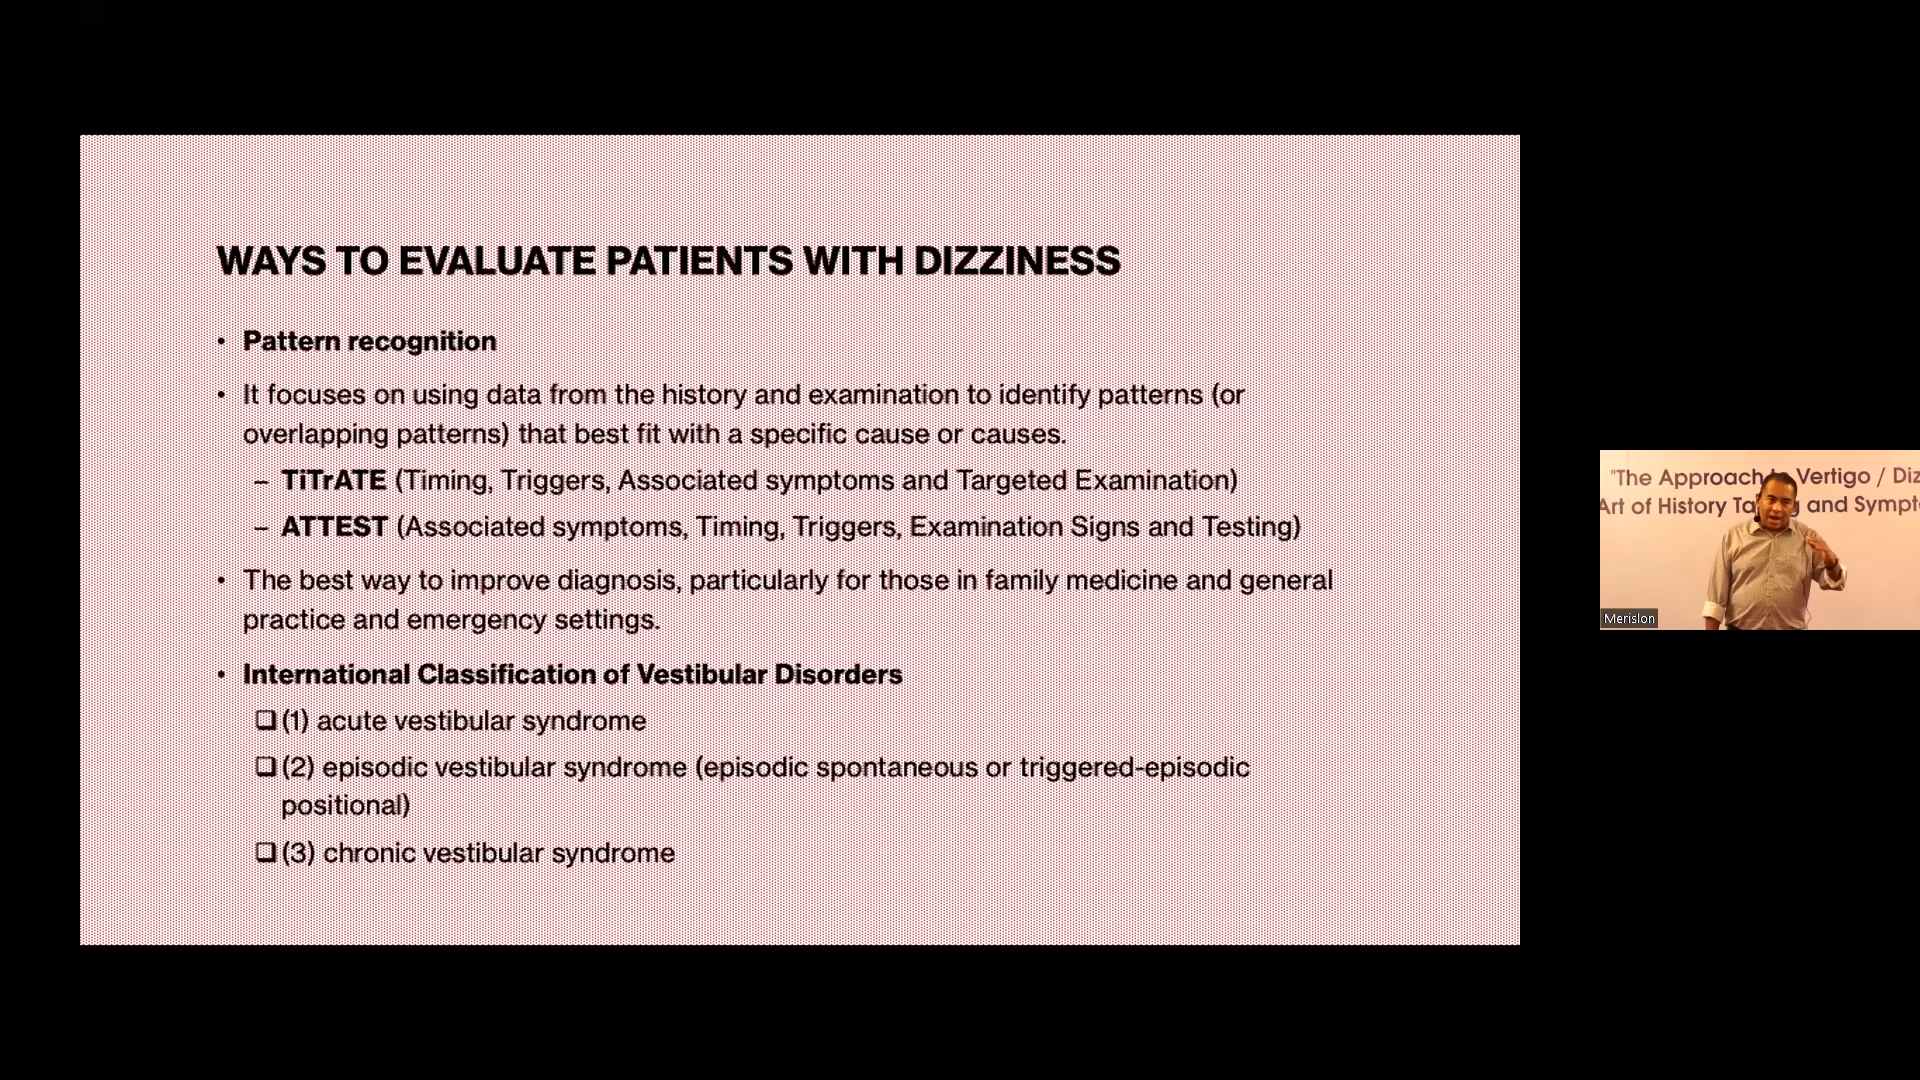 WAYS TO EVALUATE PATIENTS WITH DIZZINESS
• Pattern recognition
• It focuses on using data from the history and examination to identify patterns (or
overlapping patterns) that best fit with a specific cause or causes.
– TiTrATE (Timing, Triggers, Associated symptoms and Targeted Examination)
– ATTEST (Associated symptoms, Timing, Triggers, Examination Signs and Testing)
• The best way to improve diagnosis, particularly for those in family medicine and general
practice and emergency settings.
• International Classification of Vestibular Disorders
❑ (1) acute vestibular syndrome
❑ (2) episodic vestibular syndrome (episodic spontaneous or triggered-episodic
positional)
❑ (3) chronic vestibular syndrome
"The Approach Vertigo / Diz
Art of History and Sympt
Merislon